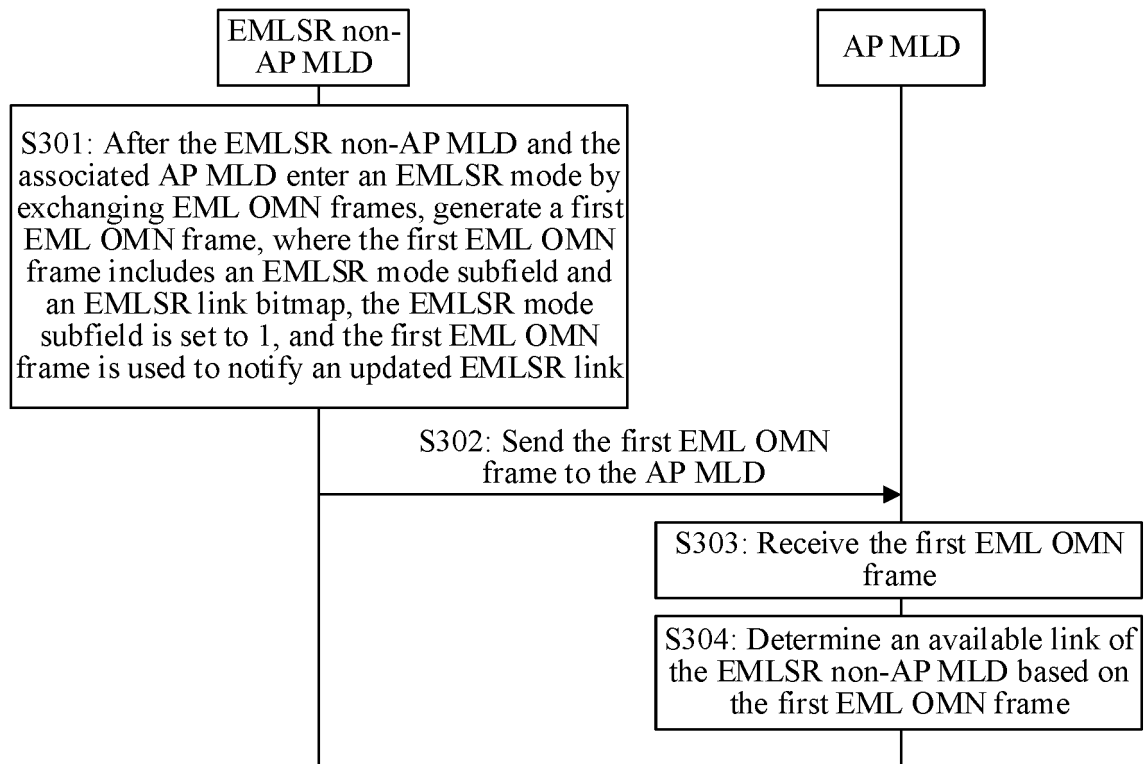 EMLSR non-
AP MLD
AP MLD
S301: After the EMLSR non-AP MLD and the
associated AP MLD enter an EMLSR mode by
exchanging EML OMN frames, generate a first
EML OMN frame, where the first EML OMN
frame includes an EMLSR mode subfield and
an EMLSR link bitmap, the EMLSR mode
subfield is set to 1, and the first EML OMN
frame is used to notify an updated EMLSR link
S302: Send the first EML OMN
frame to the AP MLD
S303: Receive the first EML OMN
frame
S304: Determine an available link of
the EMLSR non-AP MLD based on
the first EML OMN frame